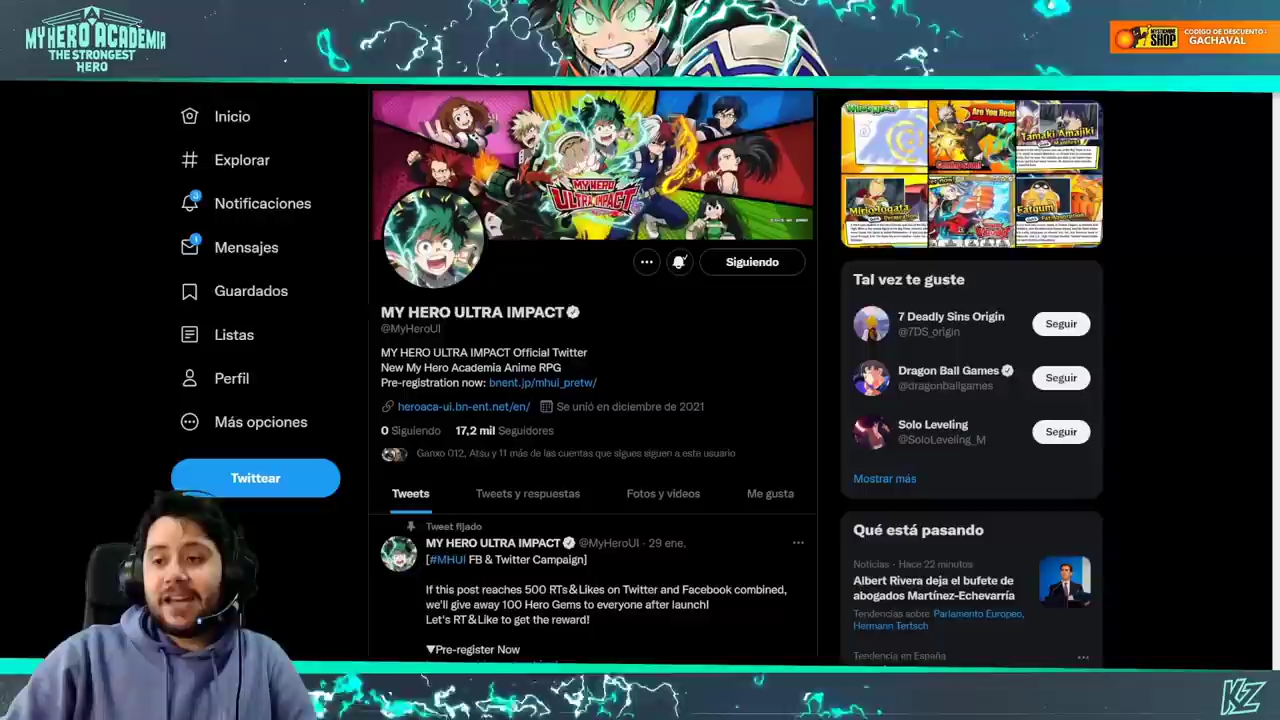 MY HERO ACADEMIA
THE STRONGEST
HERO
MYSTICMINE
SHOP
CODIGO DE DESCUENTO:
GACHAVAL
Inicio
Explorar
Notificaciones
Mensajes
Guardados
Listas
Perfil
Más opciones
Twittear
MY HERO
ULTRA IMPACT
Siguiendo
MY HERO ULTRA IMPACT
@MyHeroUI
MY HERO ULTRA IMPACT Official Twitter
New My Hero Academia Anime RPG
Pre-registration now: bnent.jp/mhui_pretw/
heroaca-ui.bn-ent.net/en/ Se unió en diciembre de 2021
0 Siguiendo 17,2 mil Seguidores
Ganxo 012, Atsu y 11 más de las cuentas que sigues siguen a este usuario
Tweets Tweets y respuestas Fotos y videos Me gusta
Tweet fijado
MY HERO ULTRA IMPACT @MyHeroUI · 29 ene.
[#MHUI FB & Twitter Campaign]
If this post reaches 500 RTs&Likes on Twitter and Facebook combined,
we'll give away 100 Hero Gems to everyone after launch!
Let's RT&Like to get the reward!
▼Pre-register Now
Tamaki Amajiki
Mirio Togata
Fatgum
Tal vez te guste
7 Deadly Sins Origin
@7DS_origin
Seguir
Dragon Ball Games
@dragonballgames
Seguir
Solo Leveling
@SoloLeveling_M
Seguir
Mostrar más
Qué está pasando
Noticias · Hace 22 minutos
Albert Rivera deja el bufete de
abogados Martínez-Echevarría
Tendencias sobre Parlamento Europeo,
Hermann Tertsch
Tendencia en España
KZ